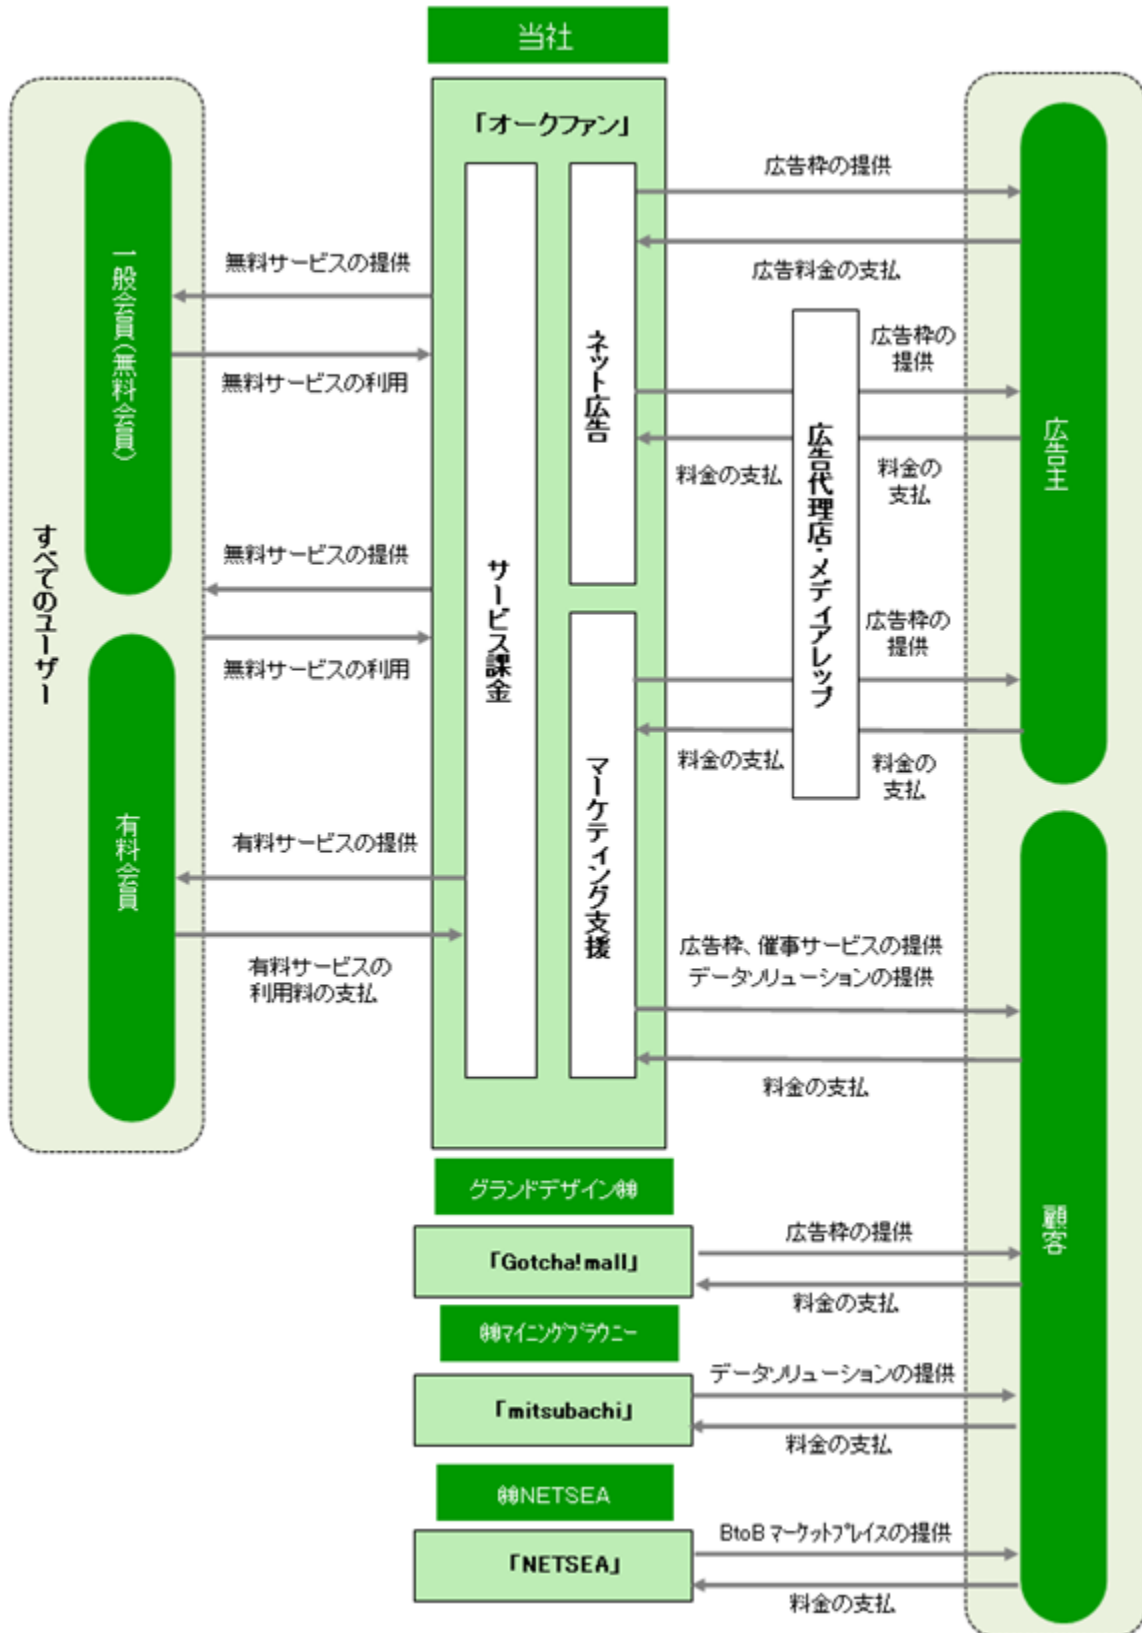 当社
「オークファン」
すべてのユーザー
一般会員(無料会員)
有料会員
無料サービスの提供
無料サービスの利用
無料サービスの提供
無料サービスの利用
有料サービスの提供
有料サービスの
利用料の支払
サービス課金
ネット広告
マーケティング支援
広告枠の提供
広告料金の支払
広告代理店・メディアレップ
広告枠の
提供
料金の支払
料金の
支払
広告枠の
提供
料金の支払
料金の
支払
広告枠、催事サービスの提供
データソリューションの提供
料金の支払
広告主
顧客
グランドデザイン㈱
「Gotcha!mall」
広告枠の提供
料金の支払
㈱マイニングブラウニー
「mitsubachi」
データソリューションの提供
料金の支払
㈱NETSEA
「NETSEA」
BtoBマーケットプレイスの提供
料金の支払